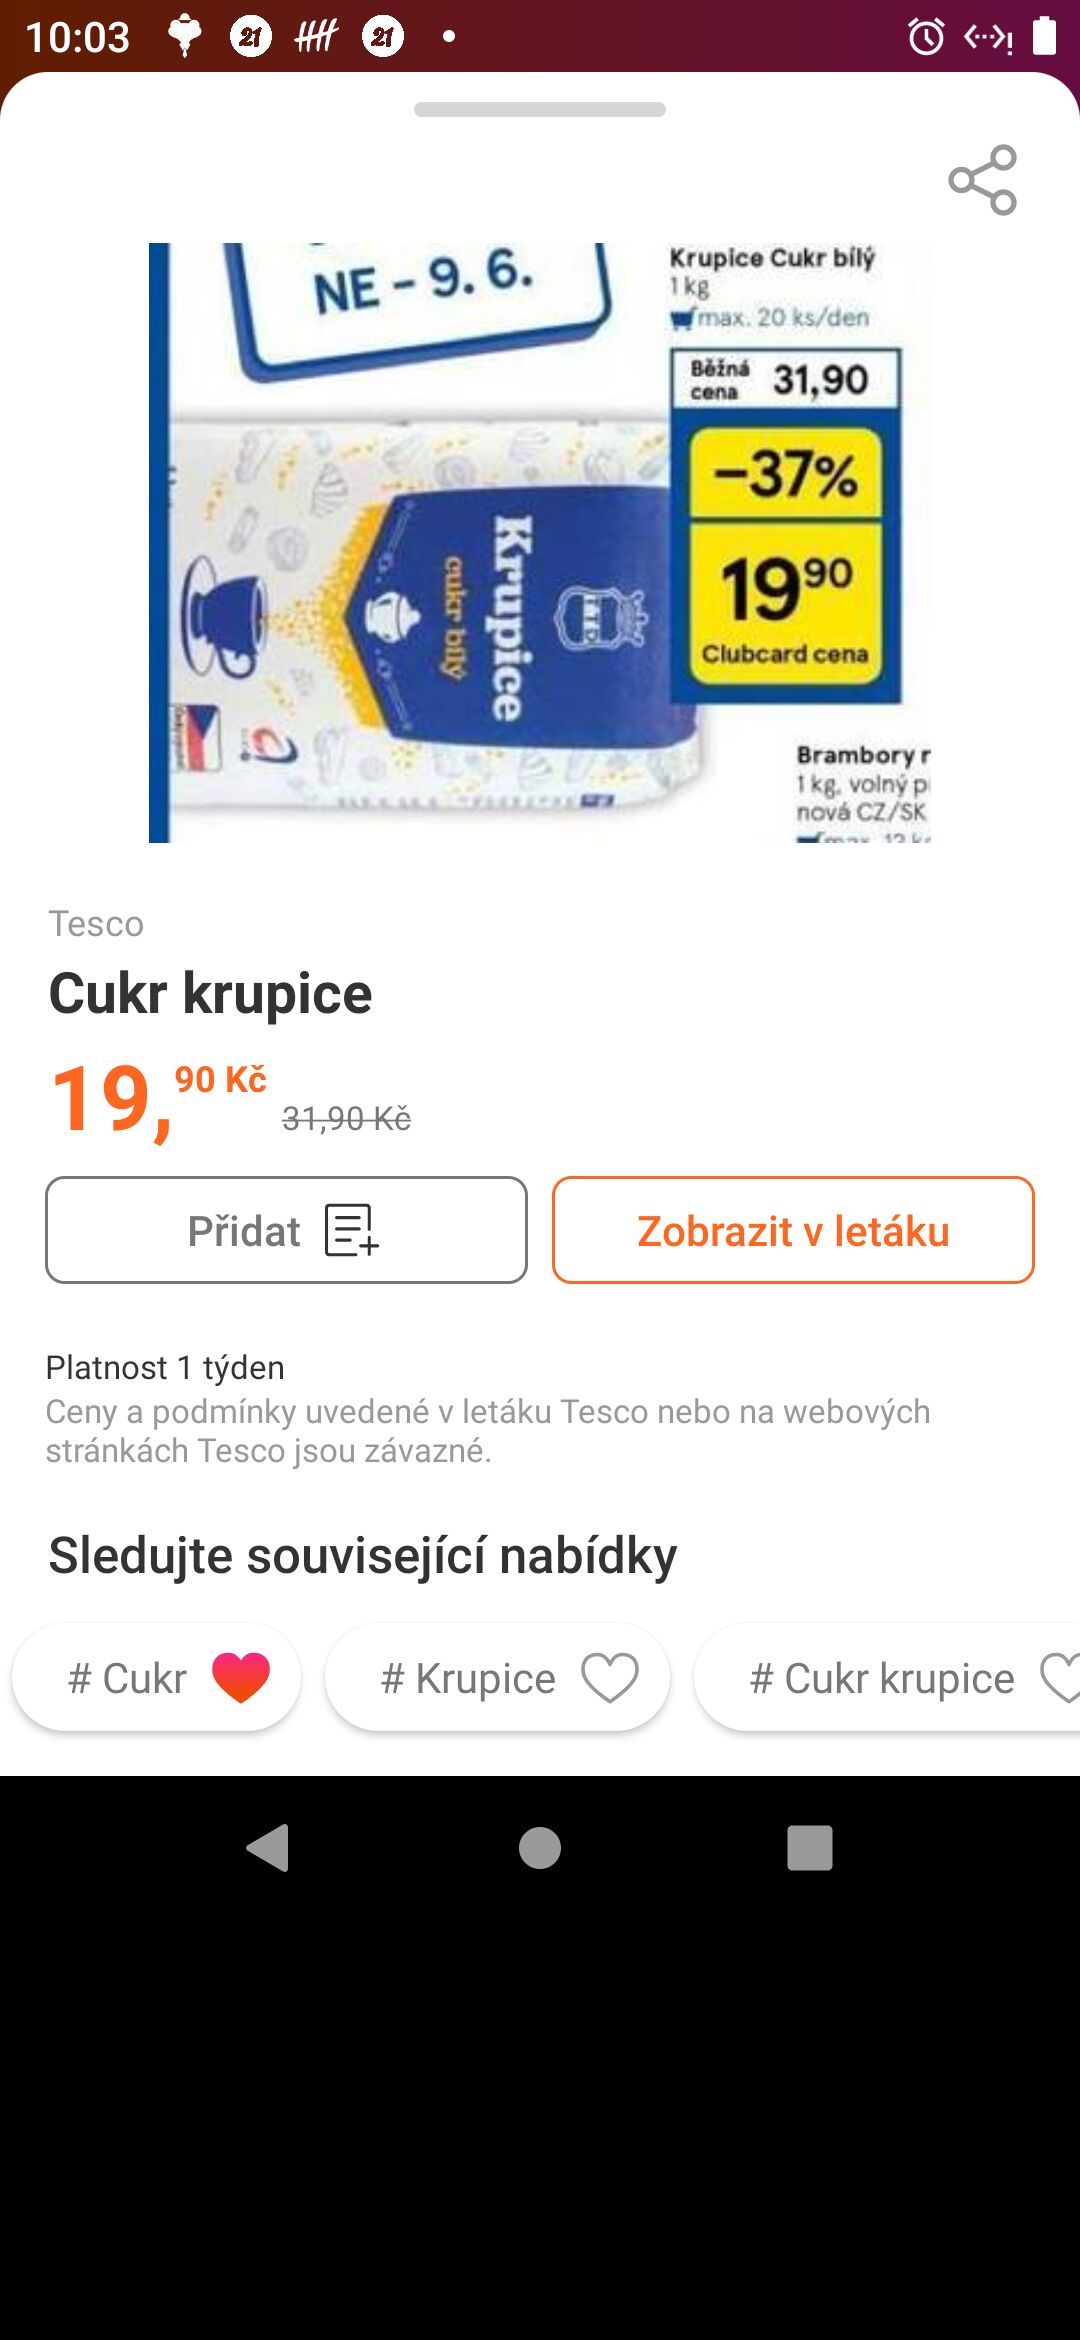 10:03
21
21
NE - 9. 6.
Krupice Cukr bílý
1 kg
max. 20 ks/den
Běžná cena 31,90
-37%
19 90
Clubcard cena
Krupice
cukr bílý
TTD
Brambory r
1 kg, volný p
nová CZ/SK
Tesco
Cukr krupice
19,90 Kč 31,90 Kč
Přidat
Zobrazit v letáku
Platnost 1 týden
Ceny a podmínky uvedené v letáku Tesco nebo na webových
stránkách Tesco jsou závazné.
Sledujte související nabídky
# Cukr
# Krupice
# Cukr krupice